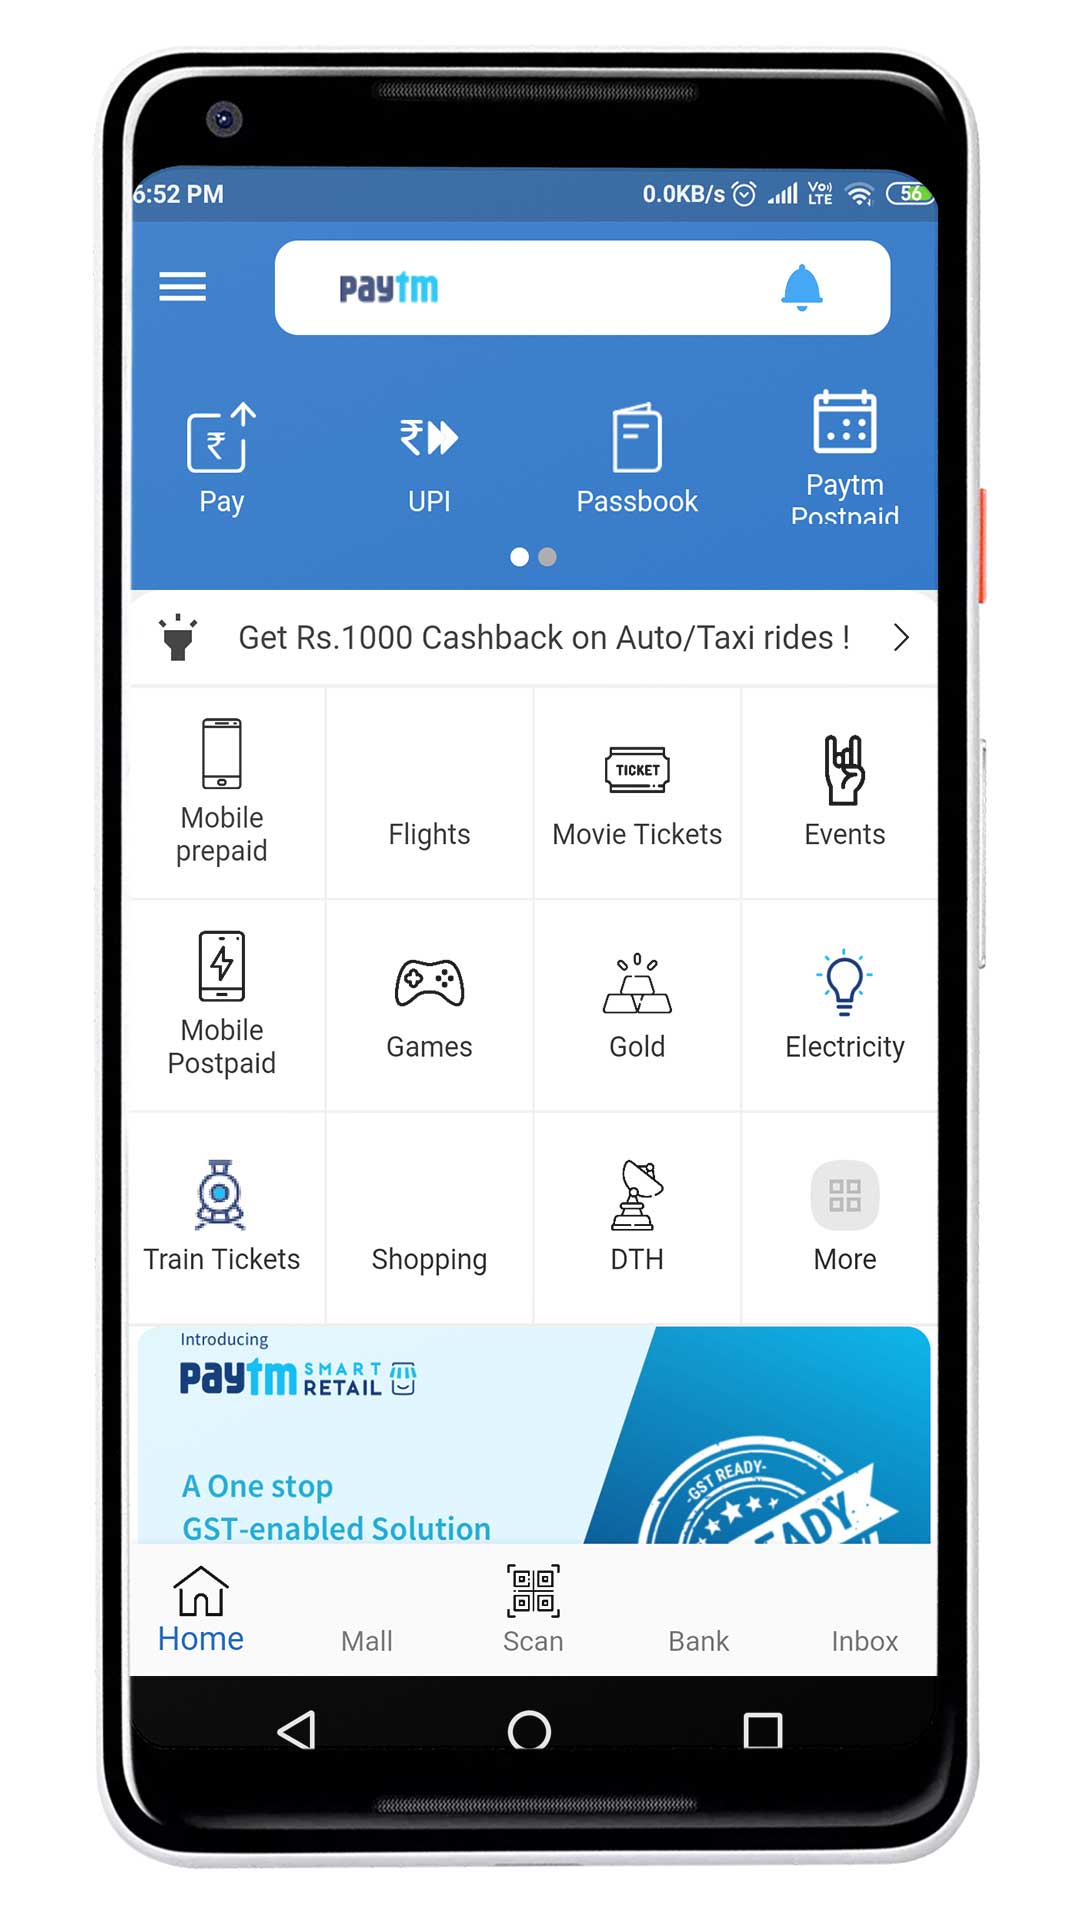 6:52 PM
0.0KB/s Vo)) LTE 56
paytm
Pay
UPI
Passbook
Paytm
Postpaid
Get Rs.1000 Cashback on Auto/Taxi rides !
Mobile
prepaid
Flights
TICKET
Movie Tickets
Events
Mobile
Postpaid
Games
Gold
Electricity
Train Tickets
Shopping
DTH
More
Introducing
paytm SMART
RETAIL
A One stop
GST-enabled Solution
-GST READY-
EADY
Home
Mall
Scan
Bank
Inbox